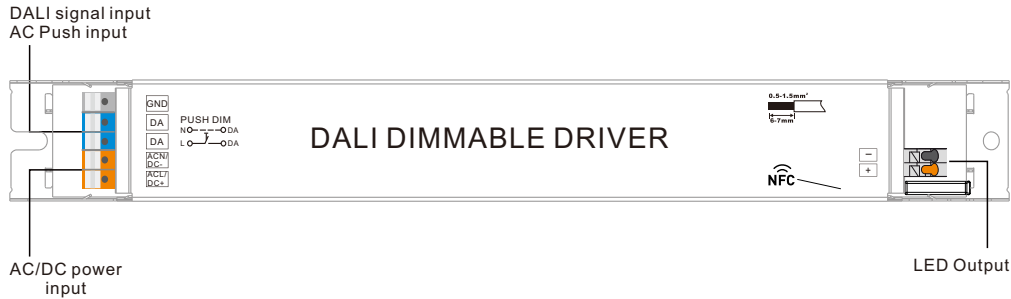 DALI signal input
AC Push input
GND
DA
DA
ACN/
DC-
ACL/
DC+
PUSH DIM
N DA
L DA
DALI DIMMABLE DRIVER
0.5-1.5mm²
6-7mm
NFC
–
+
AC/DC power
input
LED Output